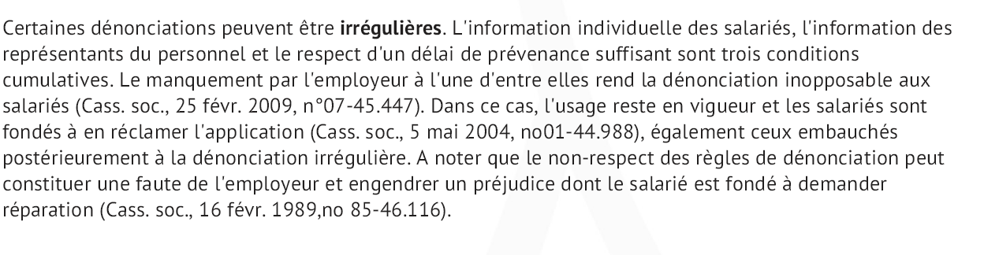 Certaines dénonciations peuvent être irrégulières. L'information individuelle des salariés, l'information des
représentants du personnel et le respect d'un délai de prévenance suffisant sont trois conditions
cumulatives. Le manquement par l'employeur à l'une d'entre elles rend la dénonciation inopposable aux
salariés (Cass. soc., 25 févr. 2009, n°07-45.447). Dans ce cas, l'usage reste en vigueur et les salariés sont
fondés à en réclamer l'application (Cass. soc., 5 mai 2004, no01-44.988), également ceux embauchés
postérieurement à la dénonciation irrégulière. A noter que le non-respect des règles de dénonciation peut
constituer une faute de l'employeur et engendrer un préjudice dont le salarié est fondé à demander
réparation (Cass. soc., 16 févr. 1989,no 85-46.116).